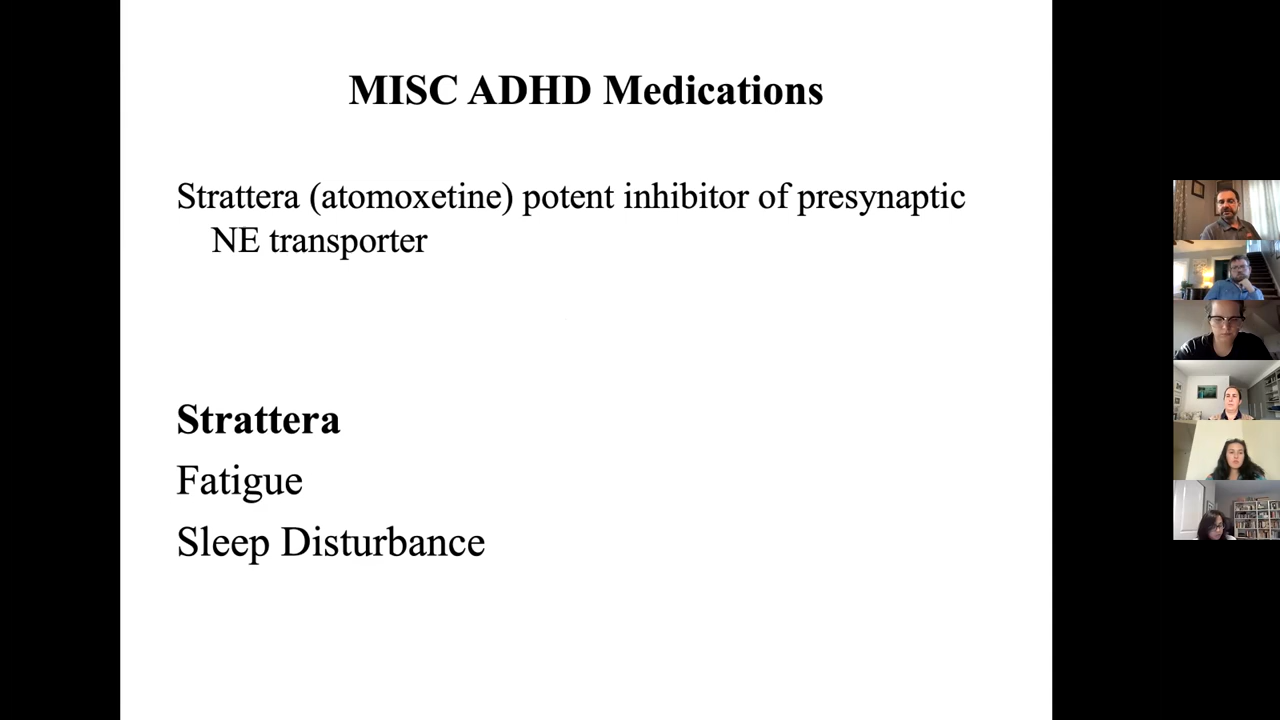 MISC ADHD Medications
Strattera (atomoxetine) potent inhibitor of presynaptic
NE transporter
Strattera
Fatigue
Sleep Disturbance